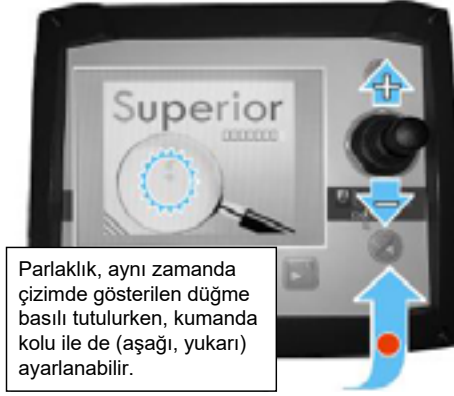 Superior
Parlaklık, aynı zamanda
çizimde gösterilen düğme
basılı tutulurken, kumanda
kolu ile de (aşağı, yukarı)
ayarlanabilir.